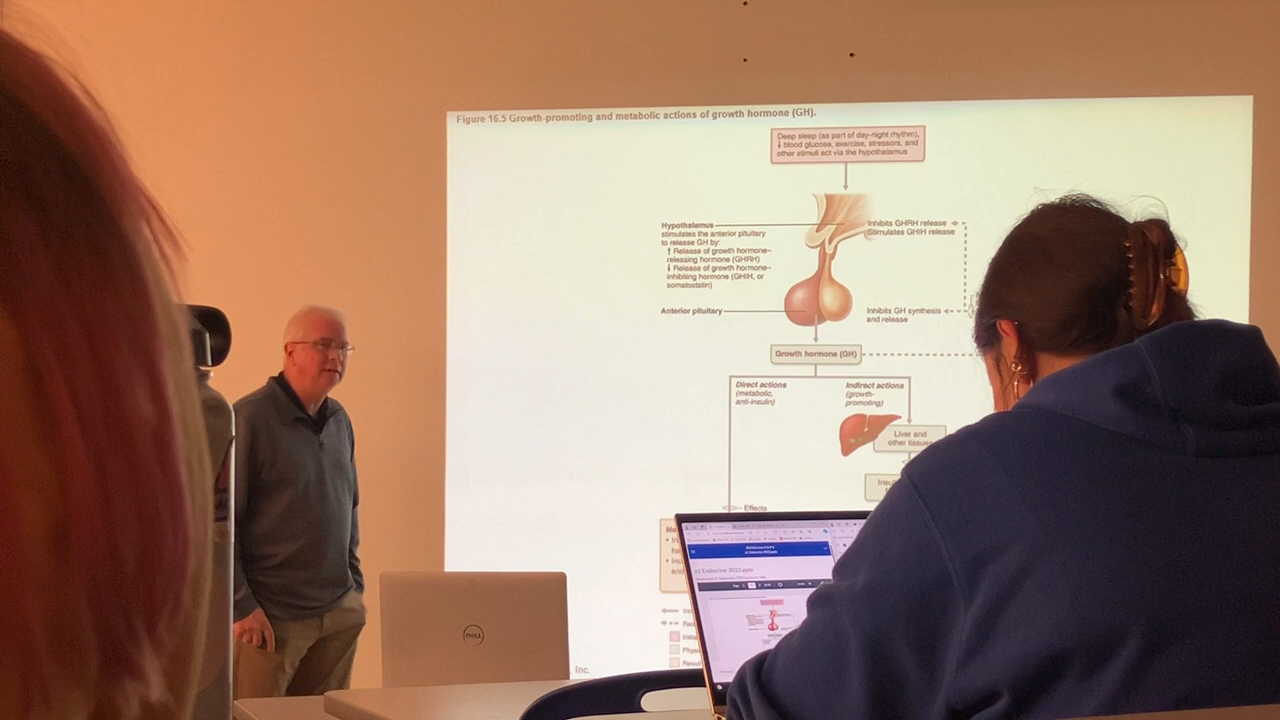 Figure 16.5 Growth-promoting and metabolic actions of growth hormone (GH).
Deep sleep (as part of day-night rhythm),
↓ blood glucose, exercise, stressors, and
other stimuli act via the hypothalamus
Hypothalamus
stimulates the anterior pituitary
to release GH by:
↑ Release of growth hormone–
releasing hormone (GHRH)
↓ Release of growth hormone–
inhibiting hormone (GHIH, or
somatostatin)
Inhibits GHRH release
Stimulates GHIH release
Anterior pituitary
Inhibits GH synthesis
and release
Growth hormone (GH)
Direct actions
(metabolic,
anti-insulin)
Indirect actions
(growth-
promoting)
Liver and
other tissues
Effects
Inc.
DELL
Endocrine 2023.pptx